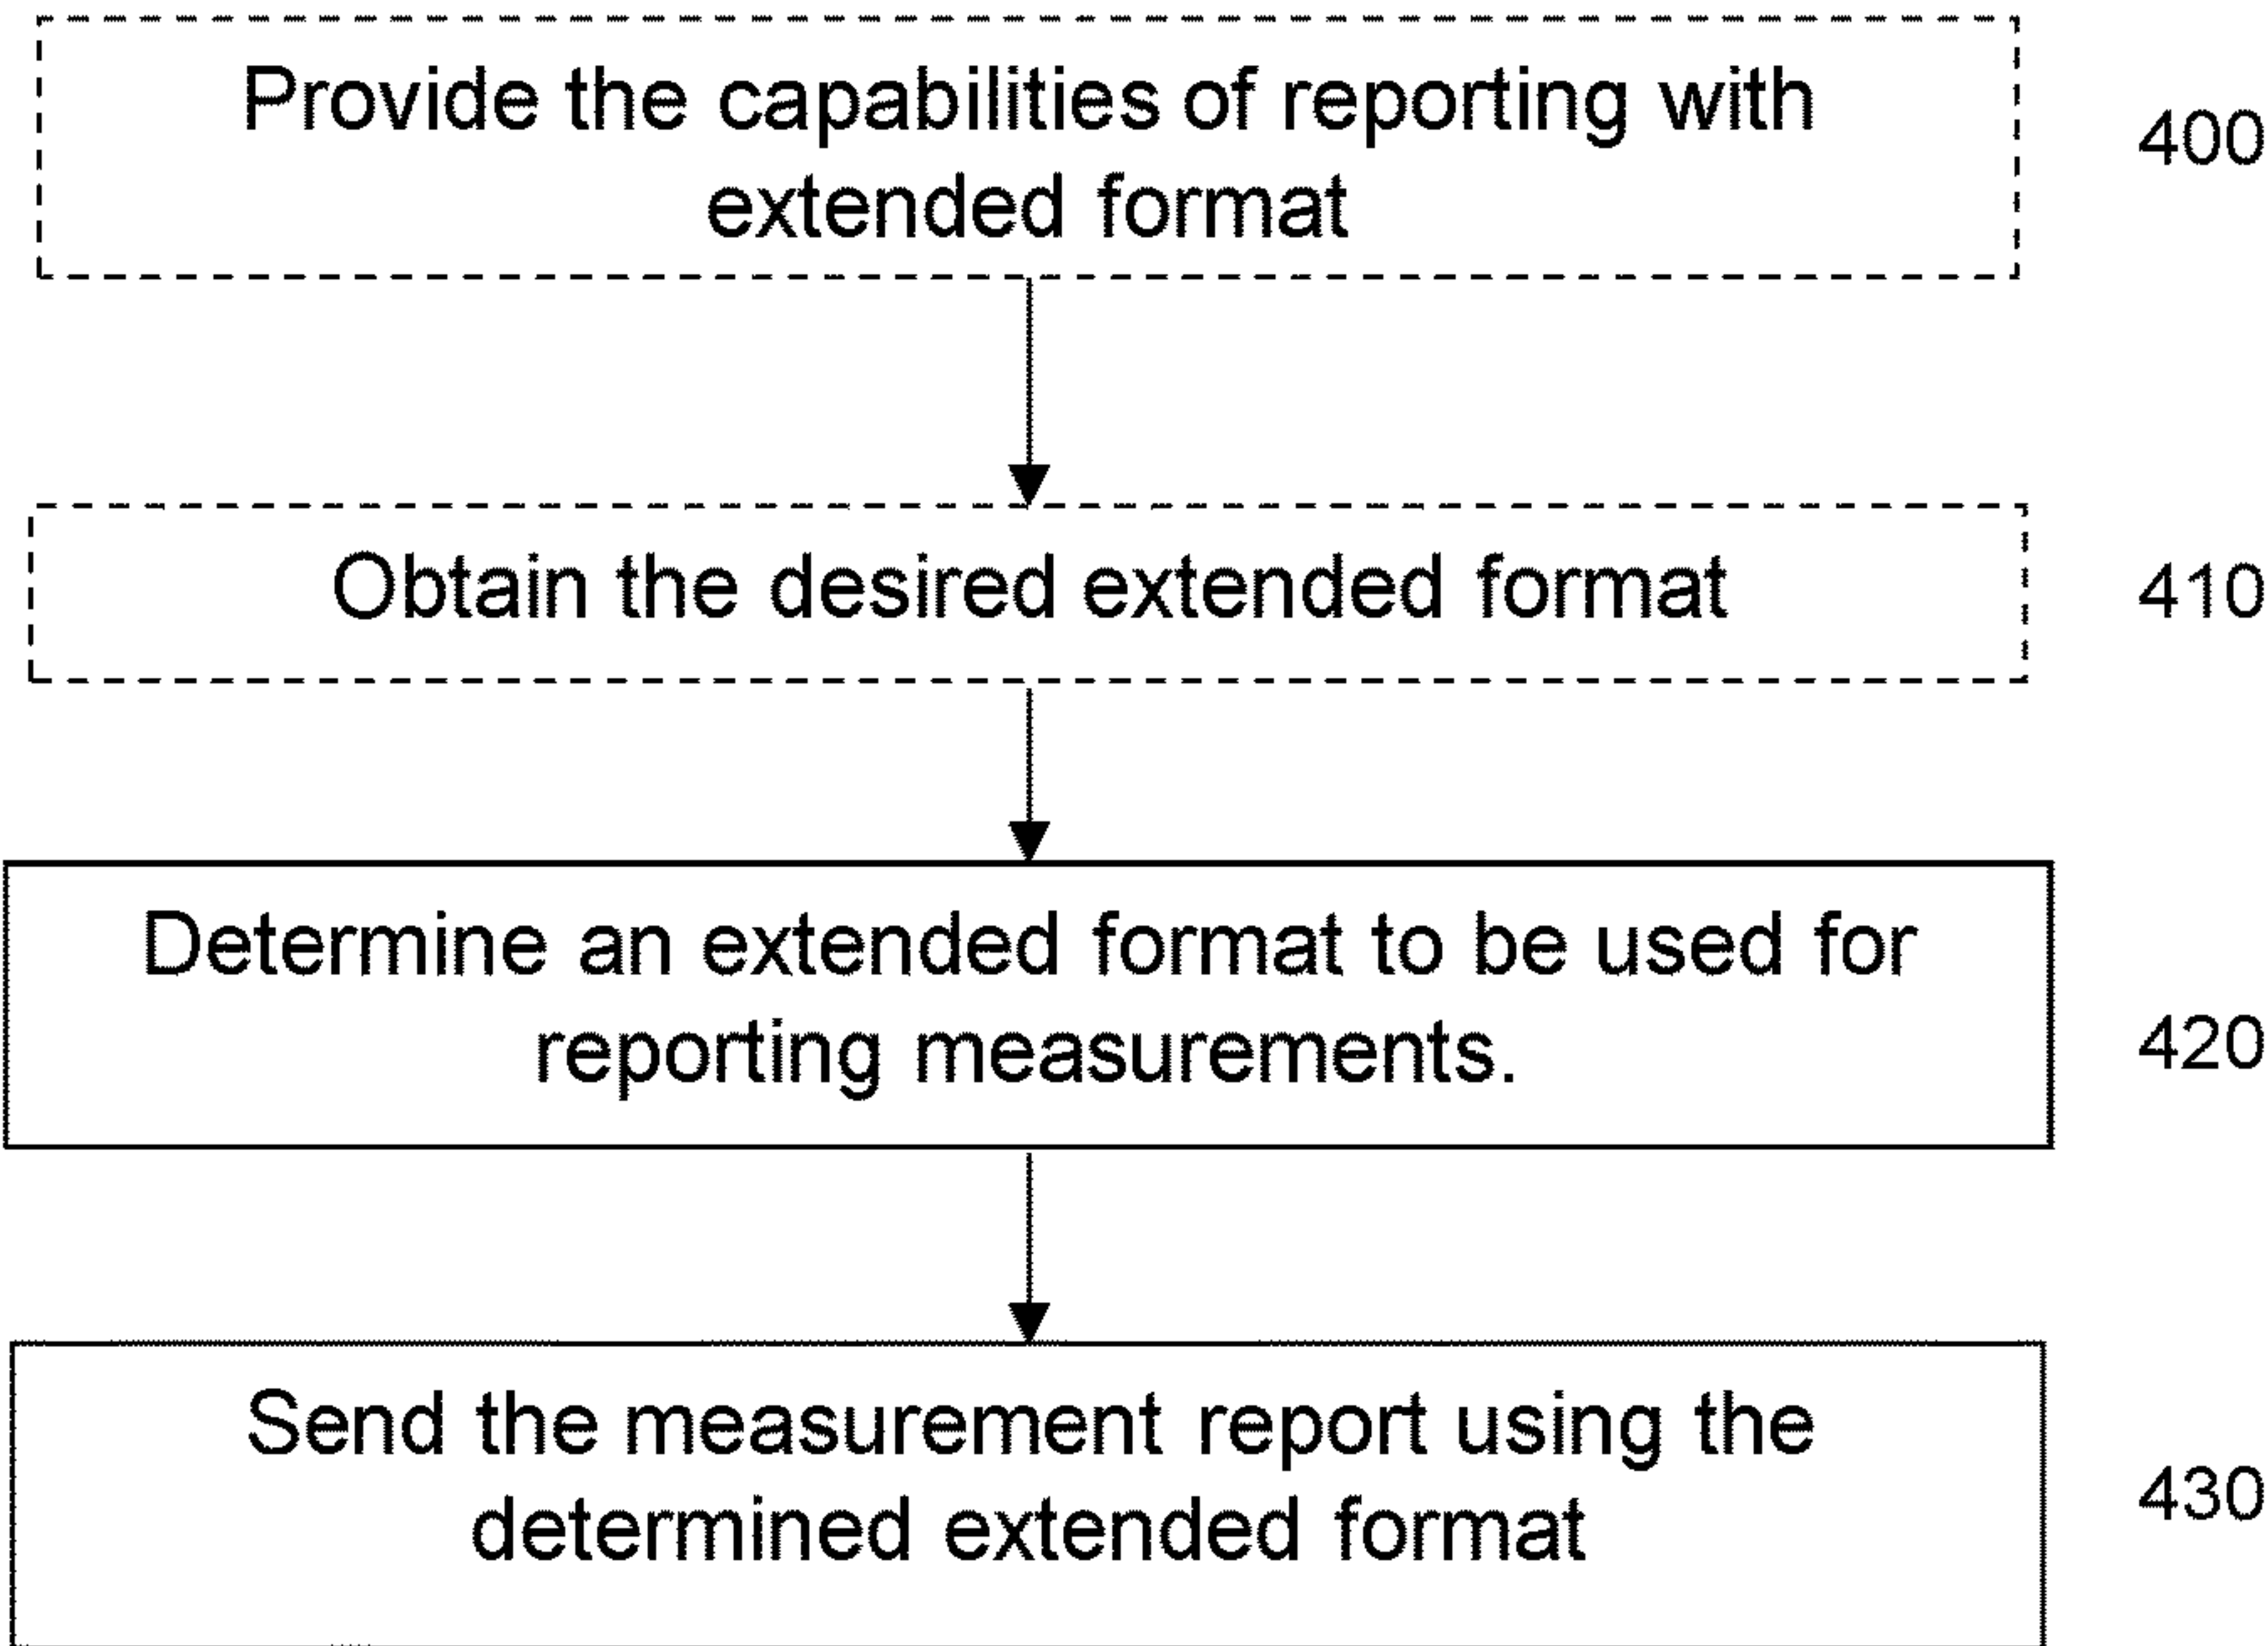 Provide the capabilities of reporting with
extended format
400
Obtain the desired extended format
410
Determine an extended format to be used for
reporting measurements.
420
Send the measurement report using the
determined extended format
430